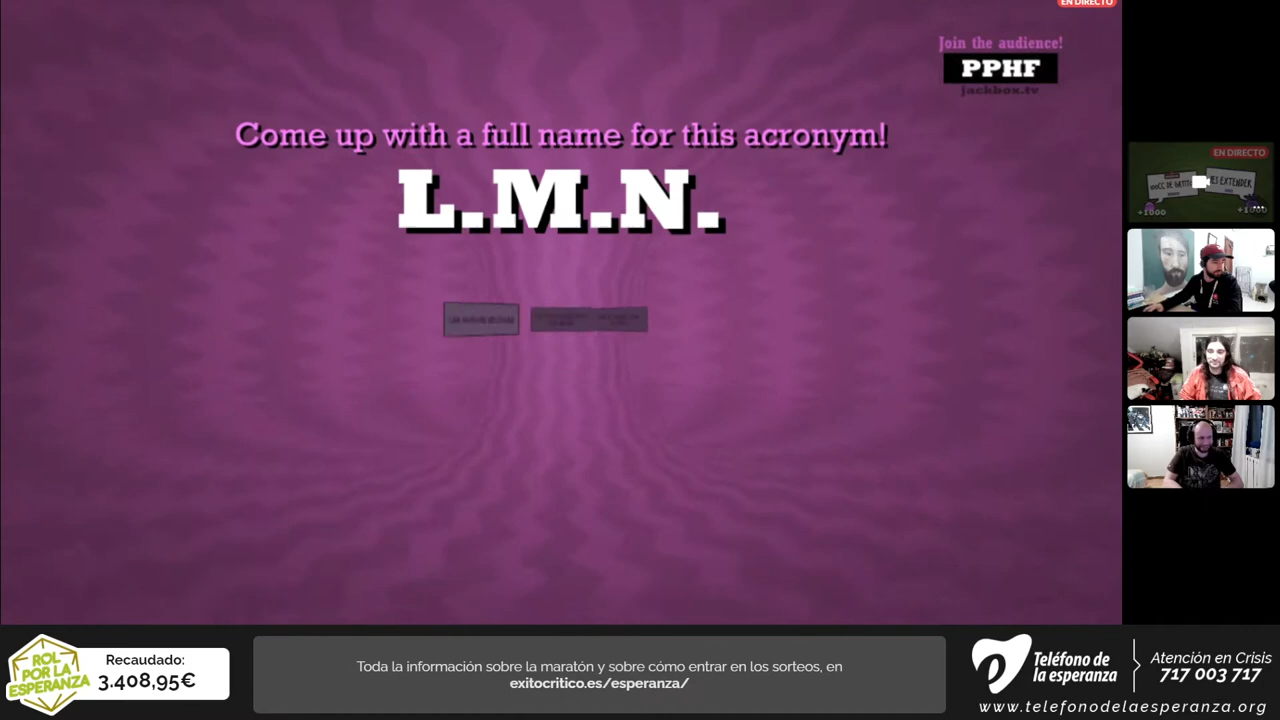 EN DIRECTO
Join the audience!
PPHF
jackbox.tv
Come up with a full name for this acronym!
L.M.N.
EN DIRECTO
EXTENDER
+1000
ROL
POR LA
ESPERANZA
Recaudado:
3.408,95€
Toda la información sobre la maratón y sobre cómo entrar en los sorteos, en
exitocritico.es/esperanza/
Teléfono de
la esperanza
Atención en Crisis
717 003 717
www.telefonodelaesperanza.org